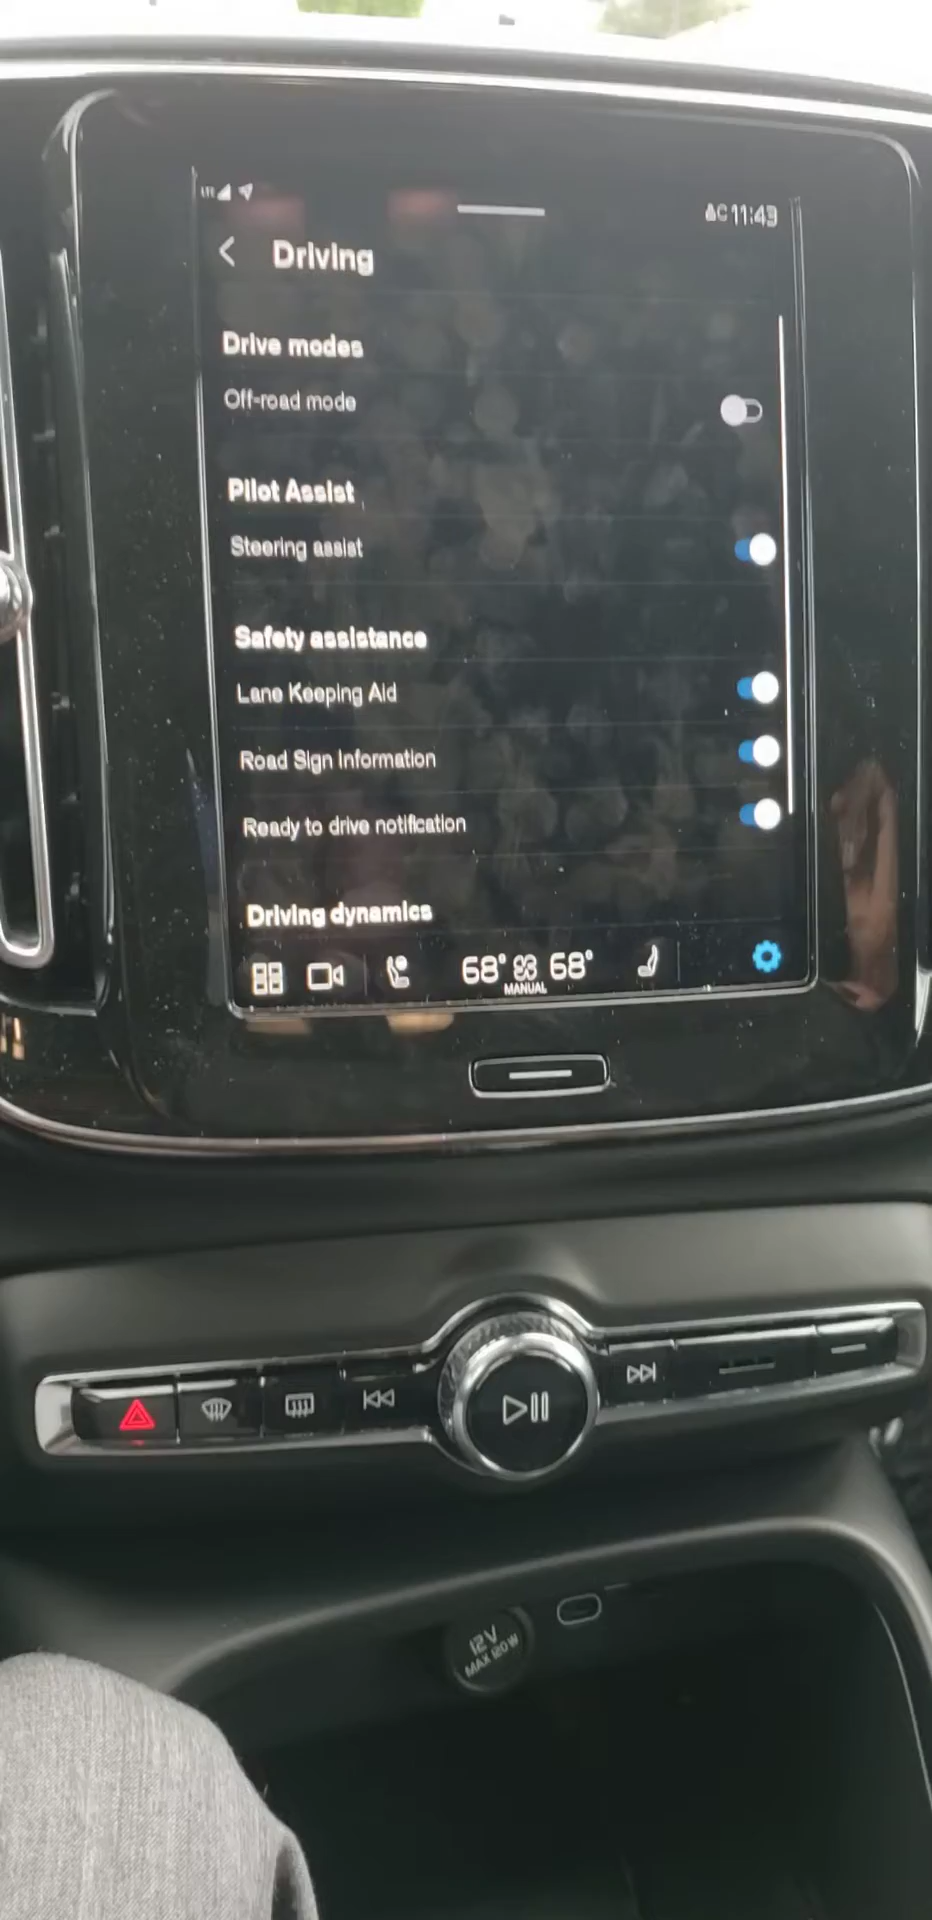 LTE
11:43
Driving
Drive modes
Off-road mode
Pilot Assist
Steering assist
Safety assistance
Lane Keeping Aid
Road Sign Information
Ready to drive notification
Driving dynamics
68° 68°
MANUAL
12V
MAX 120W